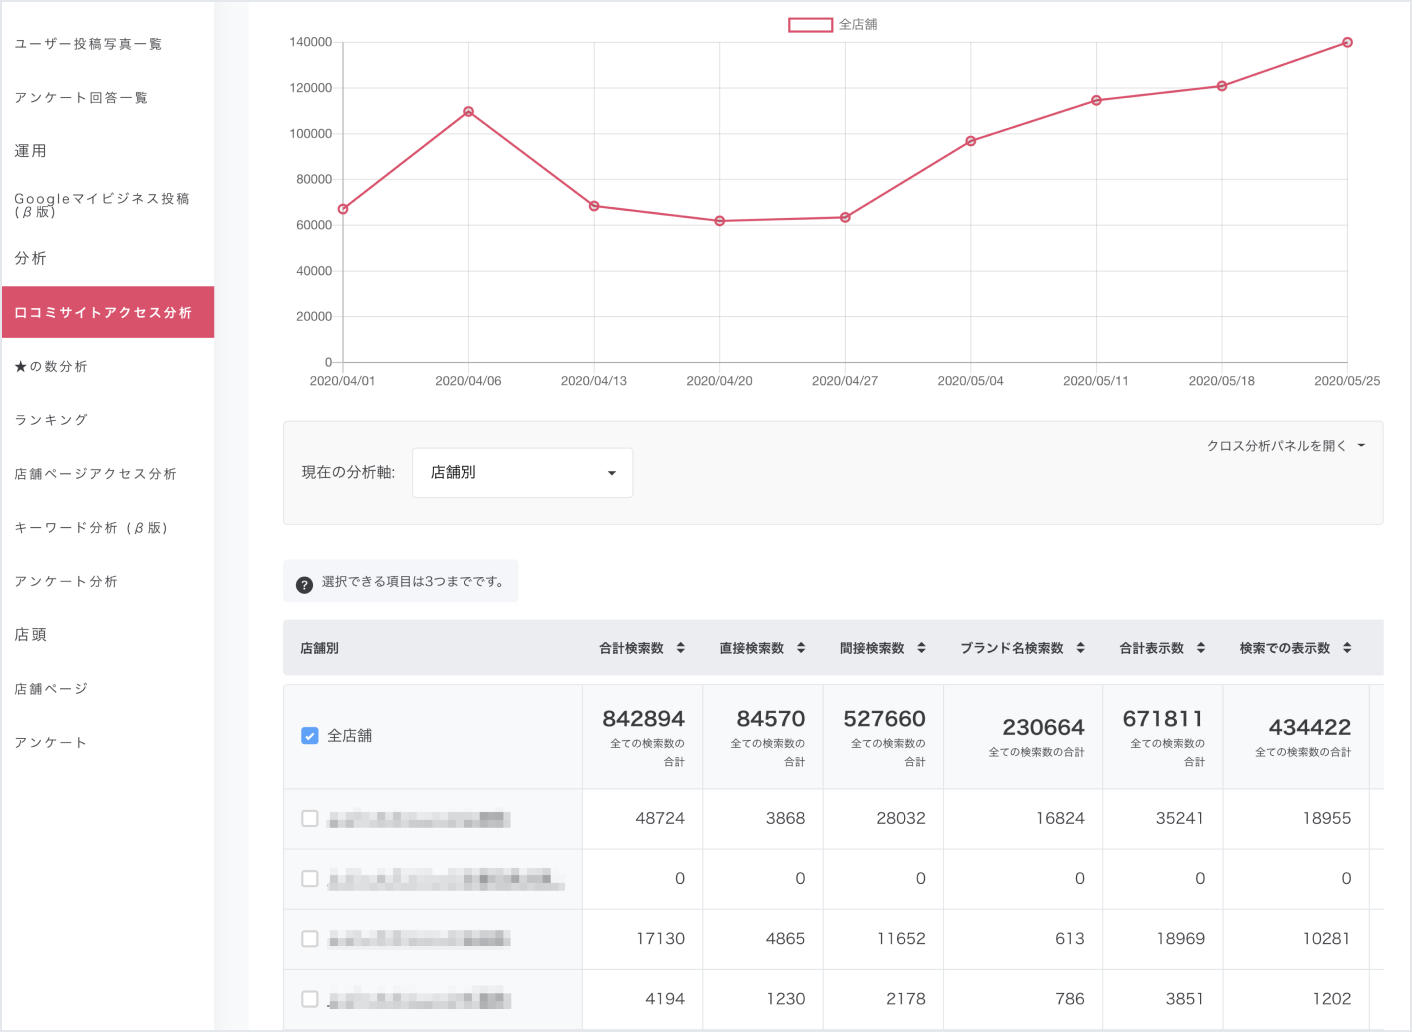 ユーザー投稿写真一覧
アンケート回答一覧
運用
Googleマイビジネス投稿
(β版)
分析
口コミサイトアクセス分析
★の数分析
ランキング
店舗ページアクセス分析
キーワード分析 (β版)
アンケート分析
店頭
店舗ページ
アンケート
全店舗
140000
120000
100000
80000
60000
40000
20000
0
2020/04/01 2020/04/06 2020/04/13 2020/04/20 2020/04/27 2020/05/04 2020/05/11 2020/05/18 2020/05/25
クロス分析パネルを開く
現在の分析軸: 店舗別
? 選択できる項目は3つまでです。
店舗別 合計検索数 直接検索数 間接検索数 ブランド名検索数 合計表示数 検索での表示数
全店舗
842894 84570 527660 230664 671811 434422
全ての検索数の 全ての検索数の 全ての検索数の 全ての検索数の合計 全ての検索数の 全ての検索数の合計
合計 合計 合計 合計
48724 3868 28032 16824 35241 18955
0 0 0 0 0 0
17130 4865 11652 613 18969 10281
4194 1230 2178 786 3851 1202